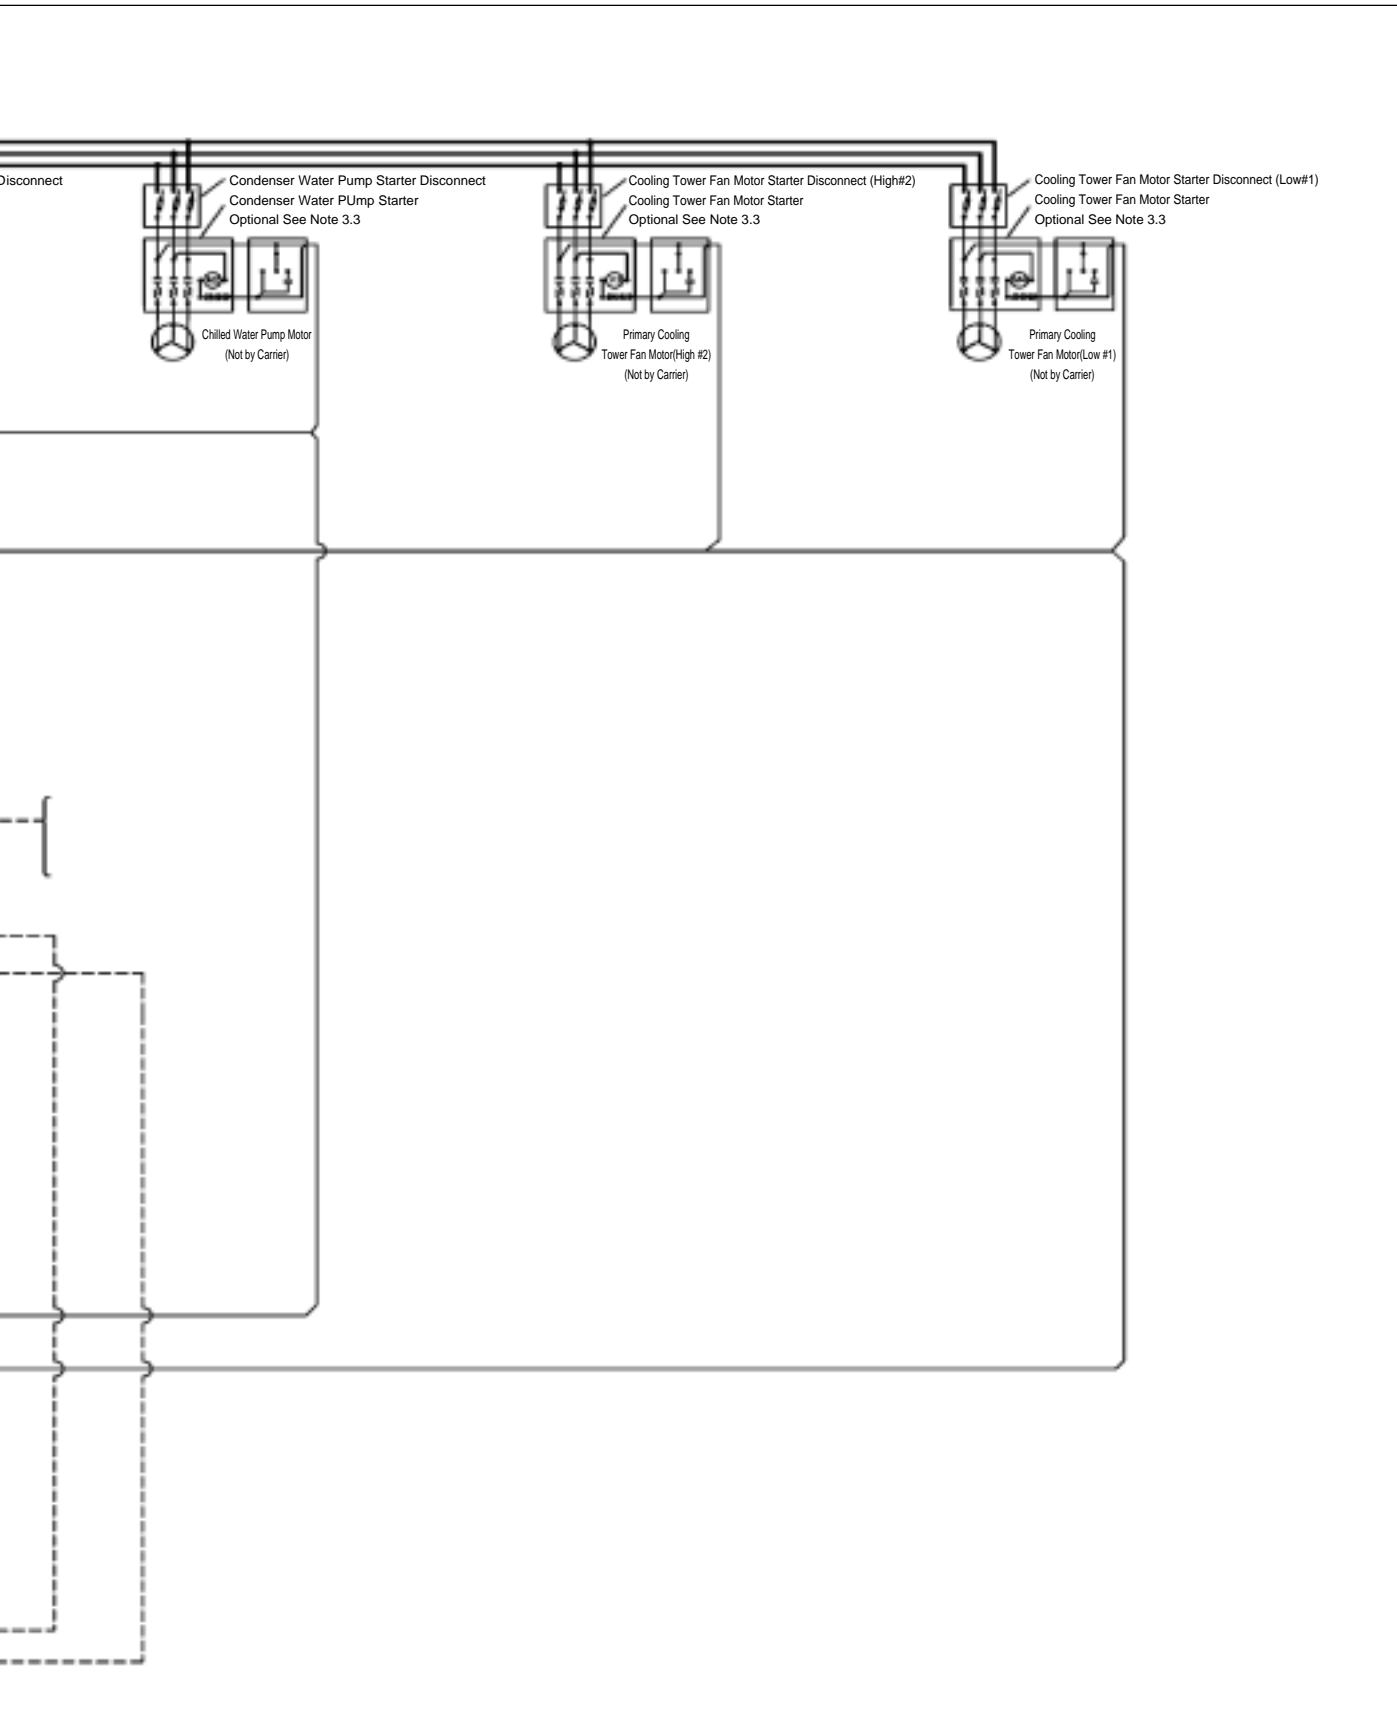 Disconnect
Condenser Water Pump Starter Disconnect
Condenser Water PUmp Starter
Optional See Note 3.3
Chilled Water Pump Motor
(Not by Carrier)
Cooling Tower Fan Motor Starter Disconnect (High#2)
Cooling Tower Fan Motor Starter
Optional See Note 3.3
Primary Cooling
Tower Fan Motor(High #2)
(Not by Carrier)
Cooling Tower Fan Motor Starter Disconnect (Low#1)
Cooling Tower Fan Motor Starter
Optional See Note 3.3
Primary Cooling
Tower Fan Motor(Low #1)
(Not by Carrier)